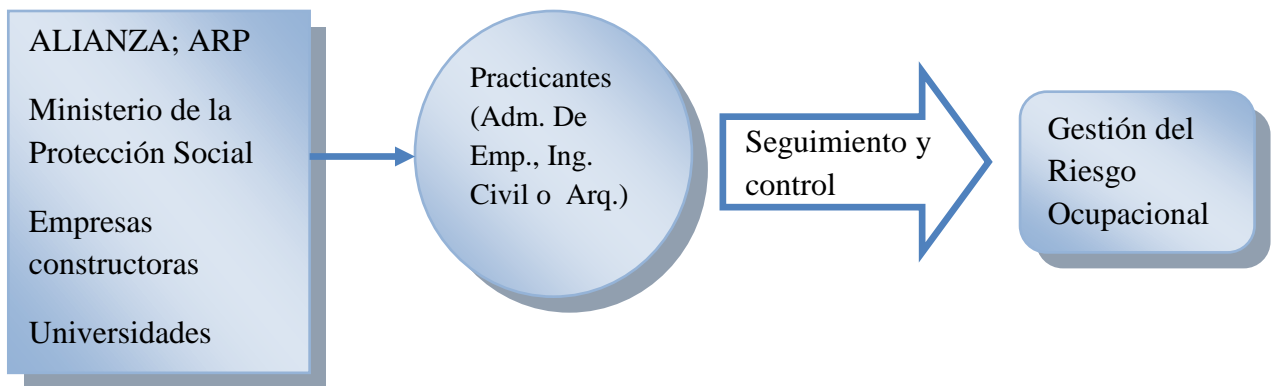 ALIANZA; ARP
Ministerio de la
Protección Social
Empresas
constructoras
Universidades
Practicantes
(Adm. De
Emp., Ing.
Civil o Arq.)
Seguimiento y
control
Gestión del
Riesgo
Ocupacional